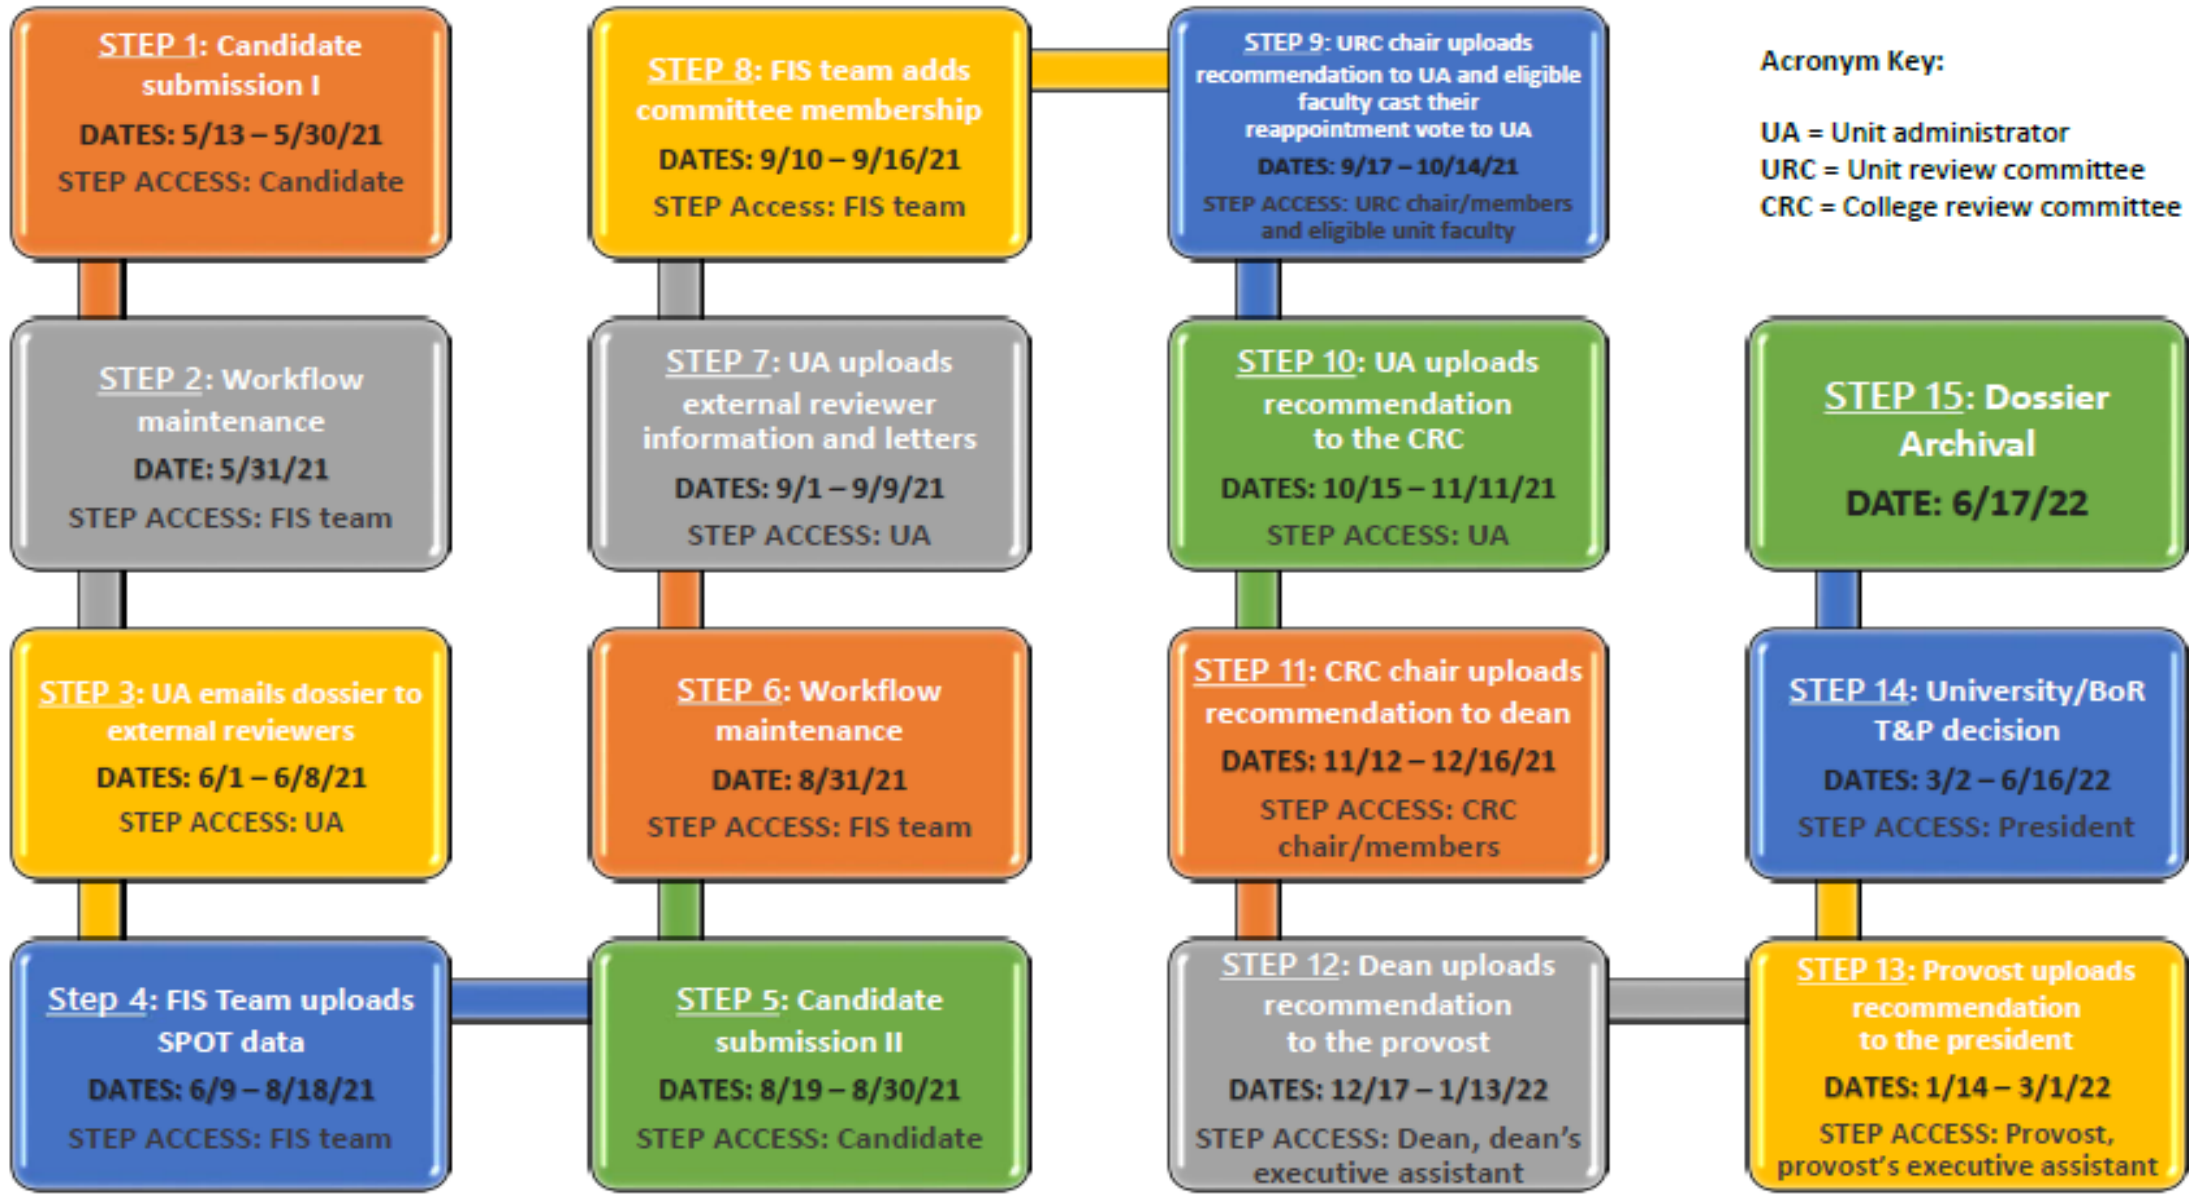 STEP 1: Candidate
submission I
DATES: 5/13 – 5/30/21
STEP ACCESS: Candidate
STEP 2: Workflow
maintenance
DATE: 5/31/21
STEP ACCESS: FIS team
STEP 3: UA emails dossier to
external reviewers
DATES: 6/1 – 6/8/21
STEP ACCESS: UA
Step 4: FIS Team uploads
SPOT data
DATES: 6/9 – 8/18/21
STEP ACCESS: FIS team
STEP 5: Candidate
submission II
DATES: 8/19 – 8/30/21
STEP ACCESS: Candidate
STEP 6: Workflow
maintenance
DATE: 8/31/21
STEP ACCESS: FIS team
STEP 7: UA uploads
external reviewer
information and letters
DATES: 9/1 – 9/9/21
STEP ACCESS: UA
STEP 8: FIS team adds
committee membership
DATES: 9/10 – 9/16/21
STEP Access: FIS team
STEP 9: URC chair uploads
recommendation to UA and eligible
faculty cast their
reappointment vote to UA
DATES: 9/17 – 10/14/21
STEP ACCESS: URC chair/members
and eligible unit faculty
STEP 10: UA uploads
recommendation
to the CRC
DATES: 10/15 – 11/11/21
STEP ACCESS: UA
STEP 11: CRC chair uploads
recommendation to dean
DATES: 11/12 – 12/16/21
STEP ACCESS: CRC
chair/members
STEP 12: Dean uploads
recommendation
to the provost
DATES: 12/17 – 1/13/22
STEP ACCESS: Dean, dean's
executive assistant
STEP 13: Provost uploads
recommendation
to the president
DATES: 1/14 – 3/1/22
STEP ACCESS: Provost,
provost's executive assistant
STEP 14: University/BoR
T&P decision
DATES: 3/2 – 6/16/22
STEP ACCESS: President
STEP 15: Dossier
Archival
DATE: 6/17/22
Acronym Key:
UA = Unit administrator
URC = Unit review committee
CRC = College review committee